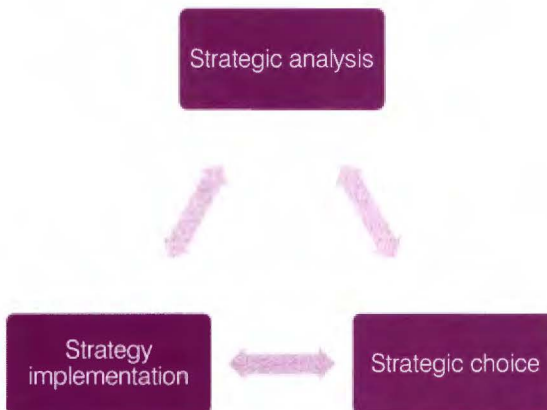 Strategic analysis
Strategy
implementation
Strategic choice